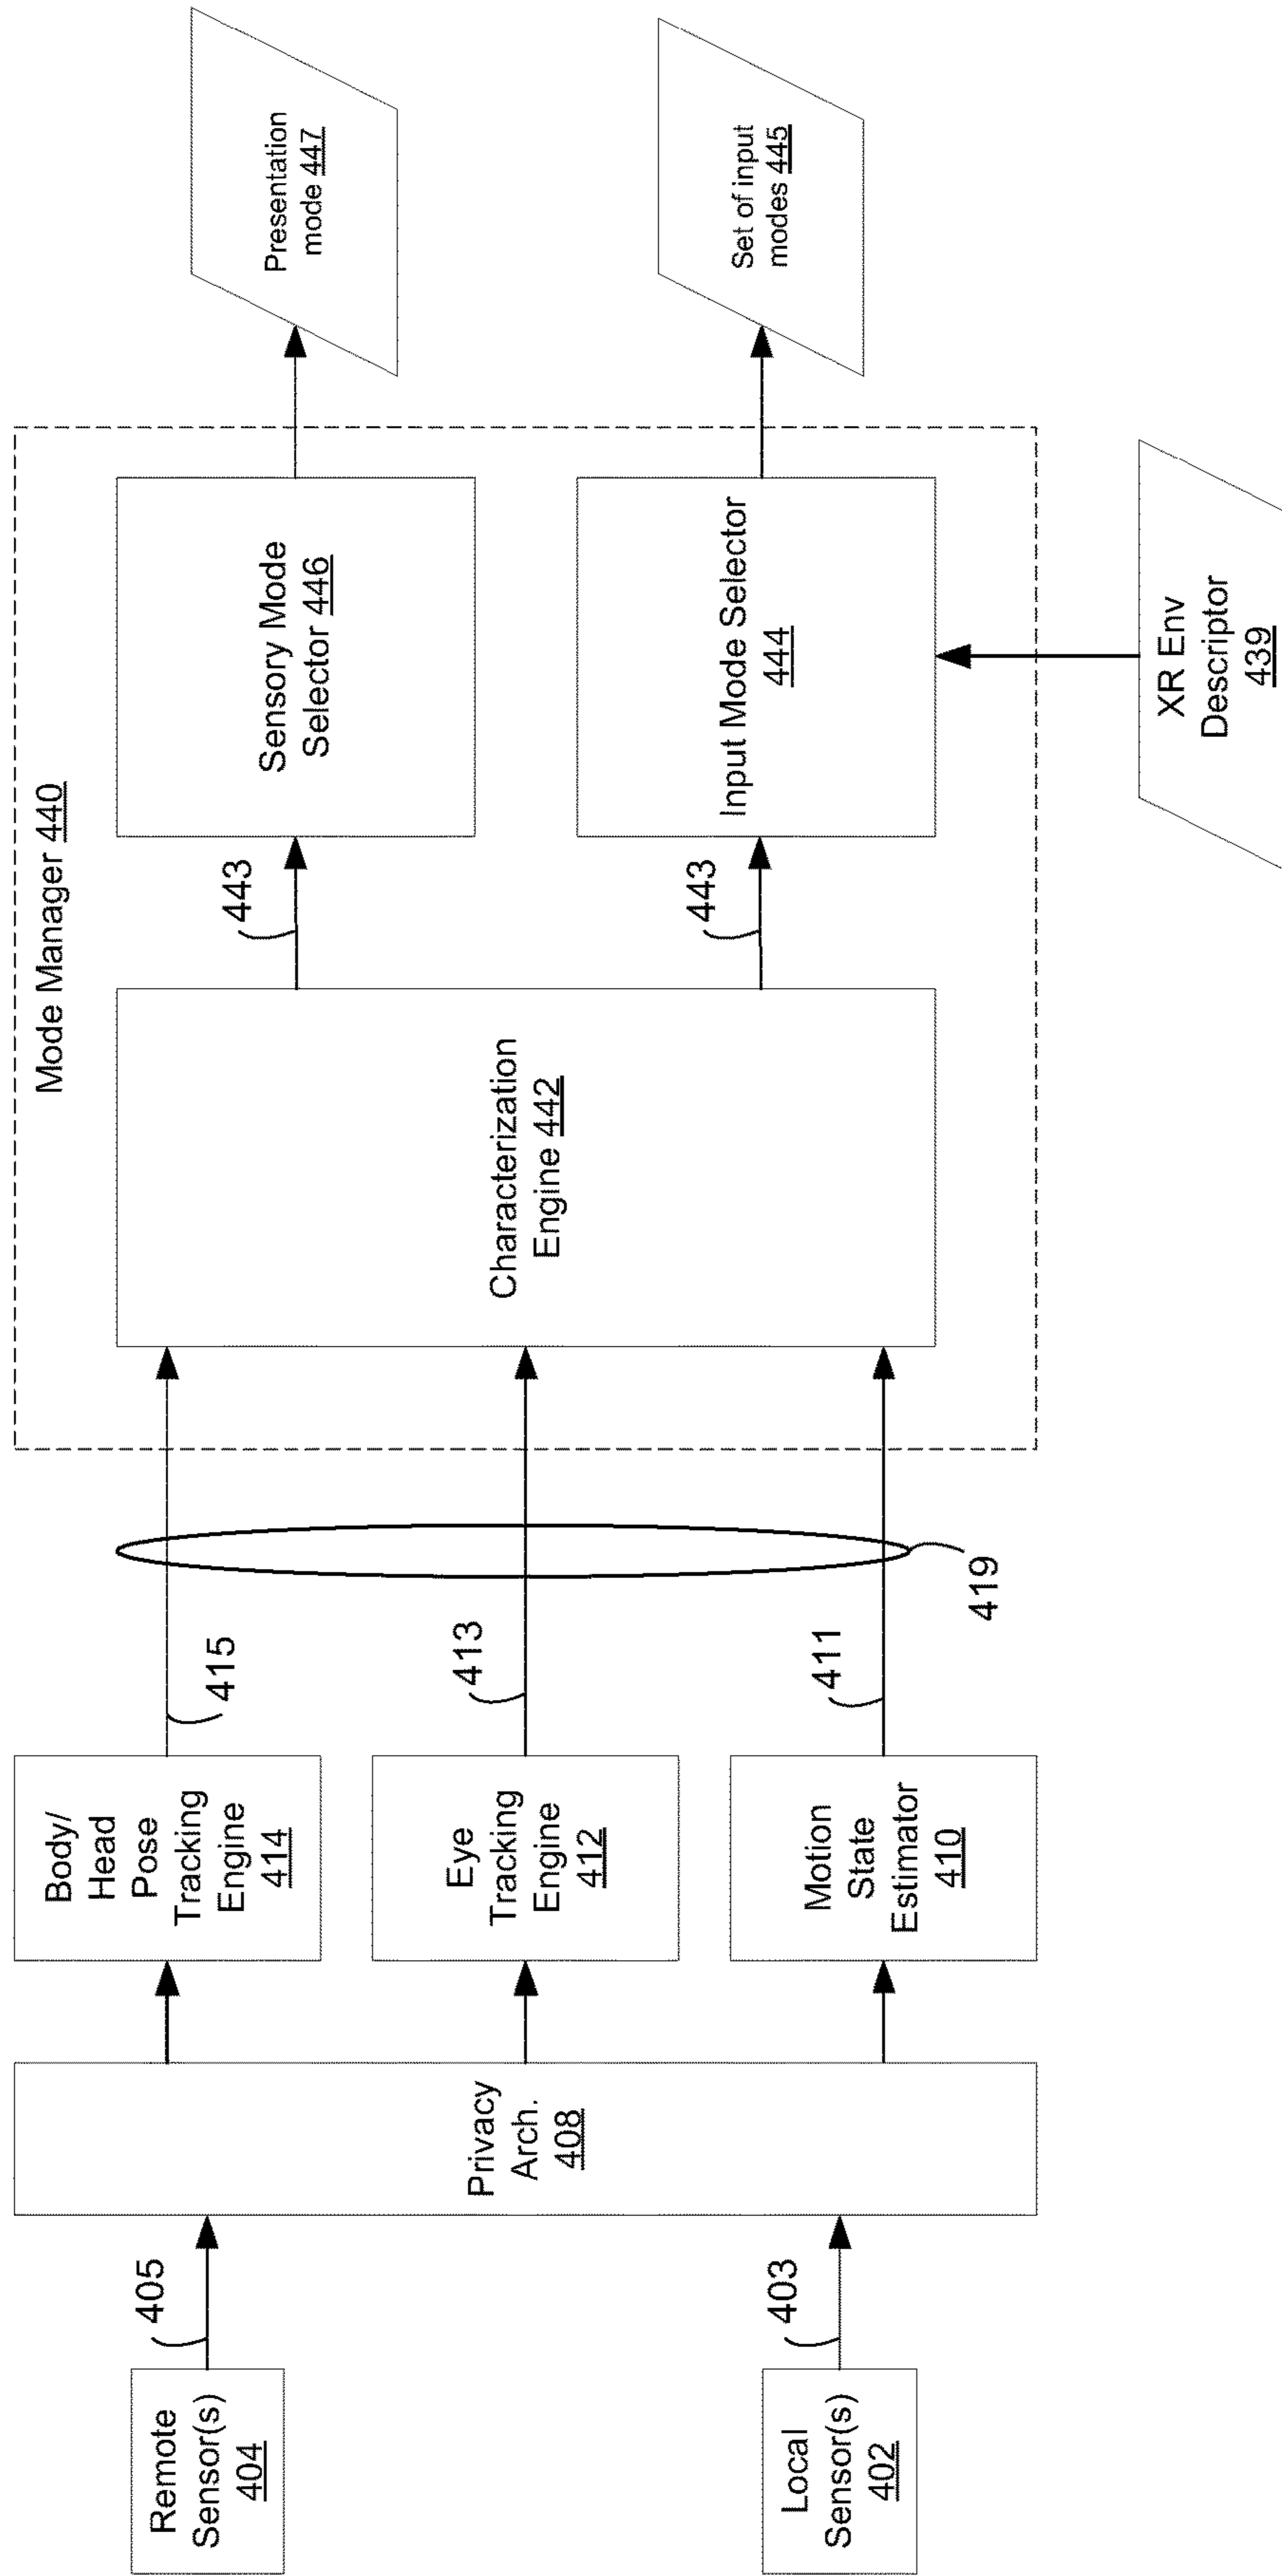 Remote
Sensor(s)
404
405
Local
Sensor(s)
402
403
Privacy
Arch.
408
Body/
Head
Pose
Tracking
Engine
414
415
Eye
Tracking
Engine
412
413
Motion
State
Estimator
410
411
419
Mode Manager 440
Characterization
Engine 442
443
443
Sensory Mode
Selector 446
Input Mode Selector
444
XR Env
Descriptor
439
Presentation
mode 447
Set of input
modes 445